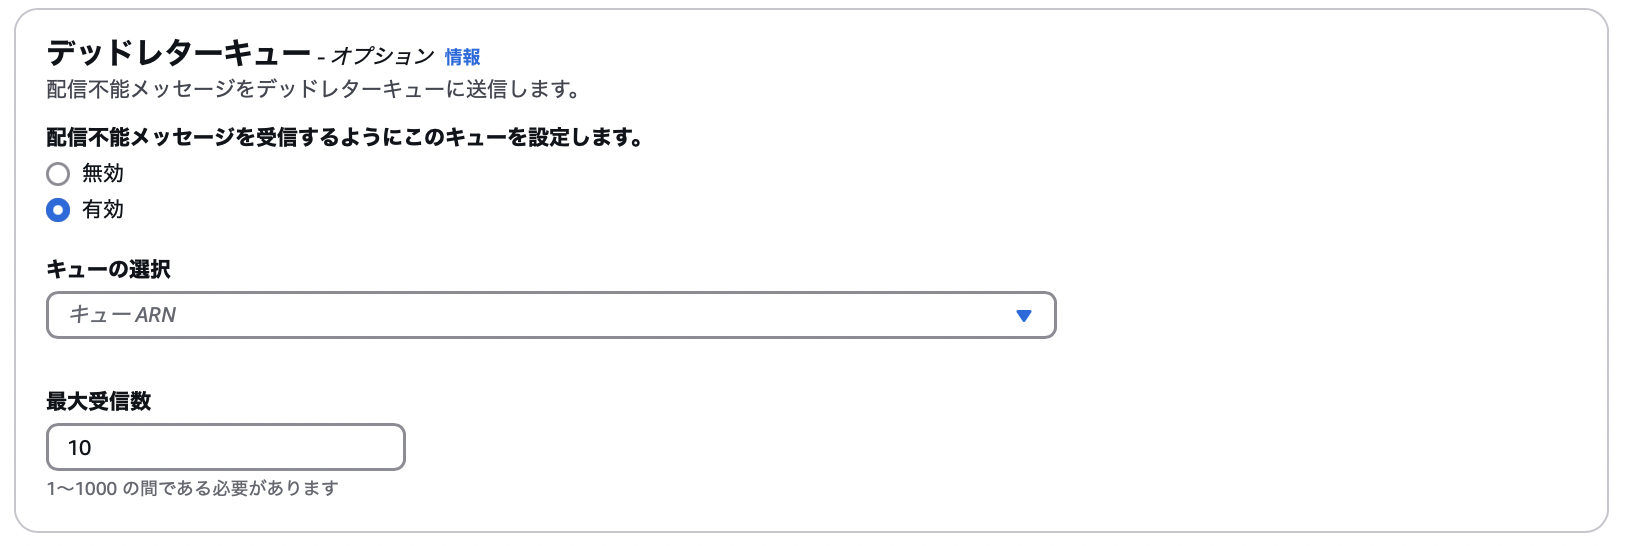 デッドレターキュー - オプション 情報
配信不能メッセージをデッドレターキューに送信します。
配信不能メッセージを受信するようにこのキューを設定します。
無効
有効
キューの選択
キュー ARN
最大受信数
10
1～1000 の間である必要があります